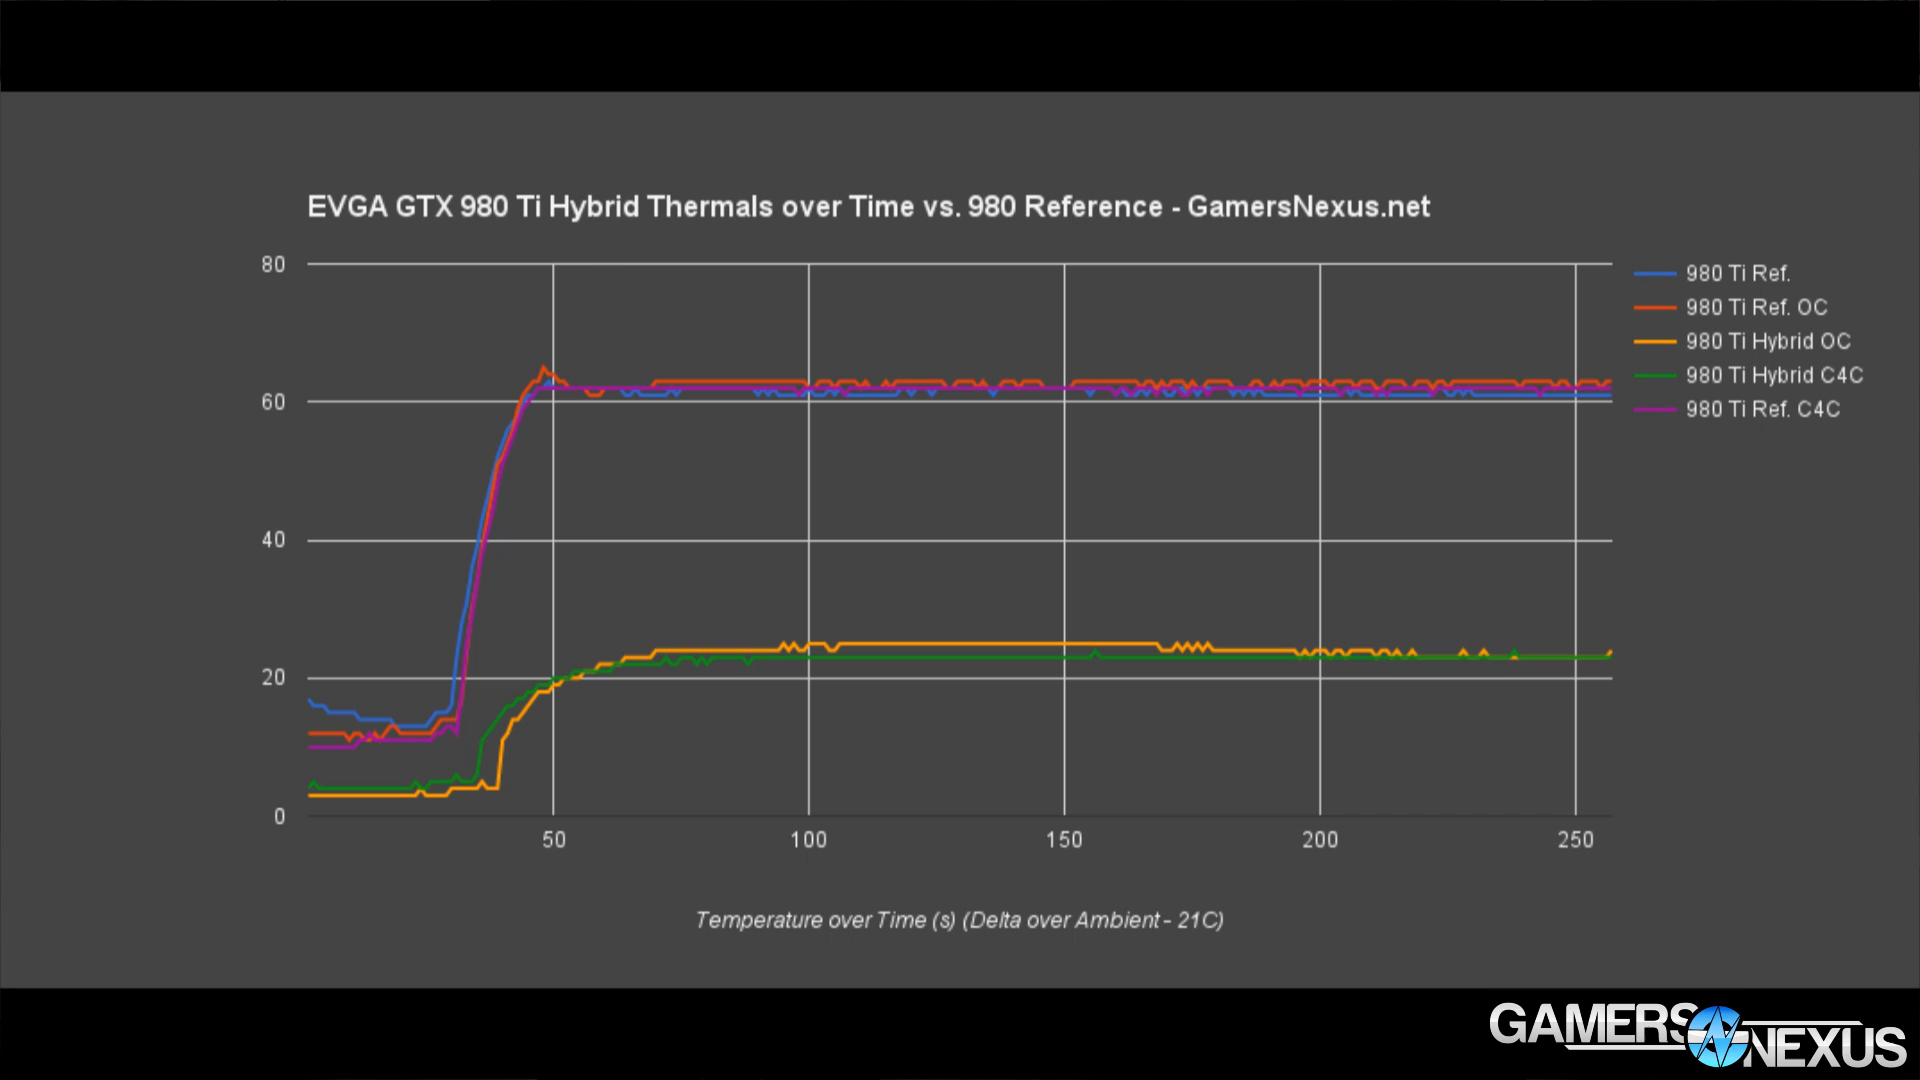 EVGA GTX 980 Ti Hybrid Thermals over Time vs. 980 Reference - GamersNexus.net
80
60
40
20
0
50 100 150 200 250
980 Ti Ref.
980 Ti Ref. OC
980 Ti Hybrid OC
980 Ti Hybrid C4C
980 Ti Ref. C4C
Temperature over Time (s) (Delta over Ambient - 21C)
GAMERS
NEXUS